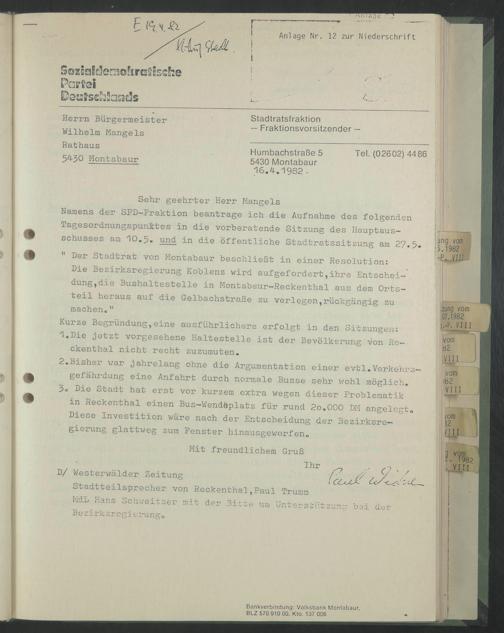 E 19.4.82
Anlage
Anlage Nr. 12 zur Niederschrift
Sozialdemokratische
Partei
Deutschlands
Herrn Bürgermeister
Wilhelm Mangels
Rathaus
5430 Montabaur
Stadtratsfraktion
— Fraktionsvorsitzender —
Humbachstraße 5 Tel. (02602) 4486
5430 Montabaur
16.4.1982.
Sehr geehrter Herr Mangels
Namens der SPD-Fraktion beantrage ich die Aufnahme des folgenden
Tagesordnungspunktes in die vorberatende Sitzung des Hauptaus-
schusses am 10.5. und in die öffentliche Stadtratssitzung am 27.5.
" Der Stadtrat von Montabaur beschließt in einer Resolution:
Die Bezirksregierung Koblenz wird aufgefordert,ihre Entschei-
dung,die Bushaltestelle in Montabaur-Reckenthal aus dem Orts-
teil heraus auf die Gelbachstraße zu verlegen,rückgängig zu
machen."
Kurze Begründung,eine ausführlichere erfolgt in den Sitzungen:
1.Die jetzt vorgesehene Haltestelle ist der Bevölkerung von Re-
ckenthal nicht recht zuzumuten.
2.Bisher war jahrelang ohne die Argumentation einer evtl.Verkehrs-
gefährdung eine Anfahrt durch normale Busse sehr wohl möglich.
3. Die Stadt hat erst vor kurzem extra wegen dieser Problematik
in Reckenthal einen Bus-Wendeplatz für rund 20.000 DM angelegt.
Diese Investition wäre nach der Entscheidung der Bezirksre-
gierung glattweg zum Fenster hinausgeworfen.
Mit freundlichem Gruß
Ihr
D/ Westerwälder Zeitung
Stadtteilsprecher von Reckenthal,Paul Trumm
MdL Hans Schweitzer mit der Bitte um Unterstützung bei der
Bezirksregierung.
Bankverbindung: Volksbank Montabaur,
BLZ 570 910 00, Kto. 137 006